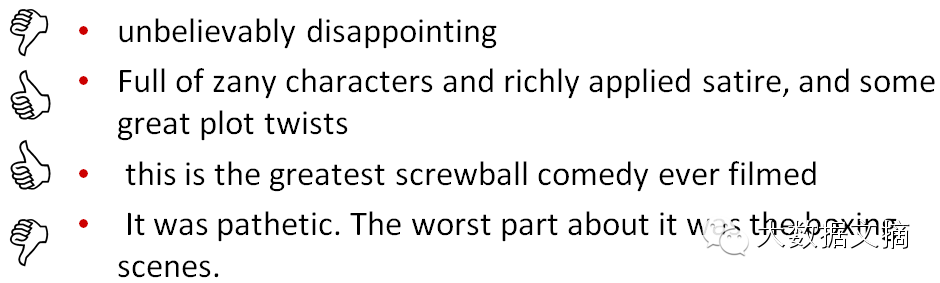 • unbelievably disappointing
• Full of zany characters and richly applied satire, and some
great plot twists
• this is the greatest screwball comedy ever filmed
• It was pathetic. The worst part about it was the boxing
scenes.
大数据文摘